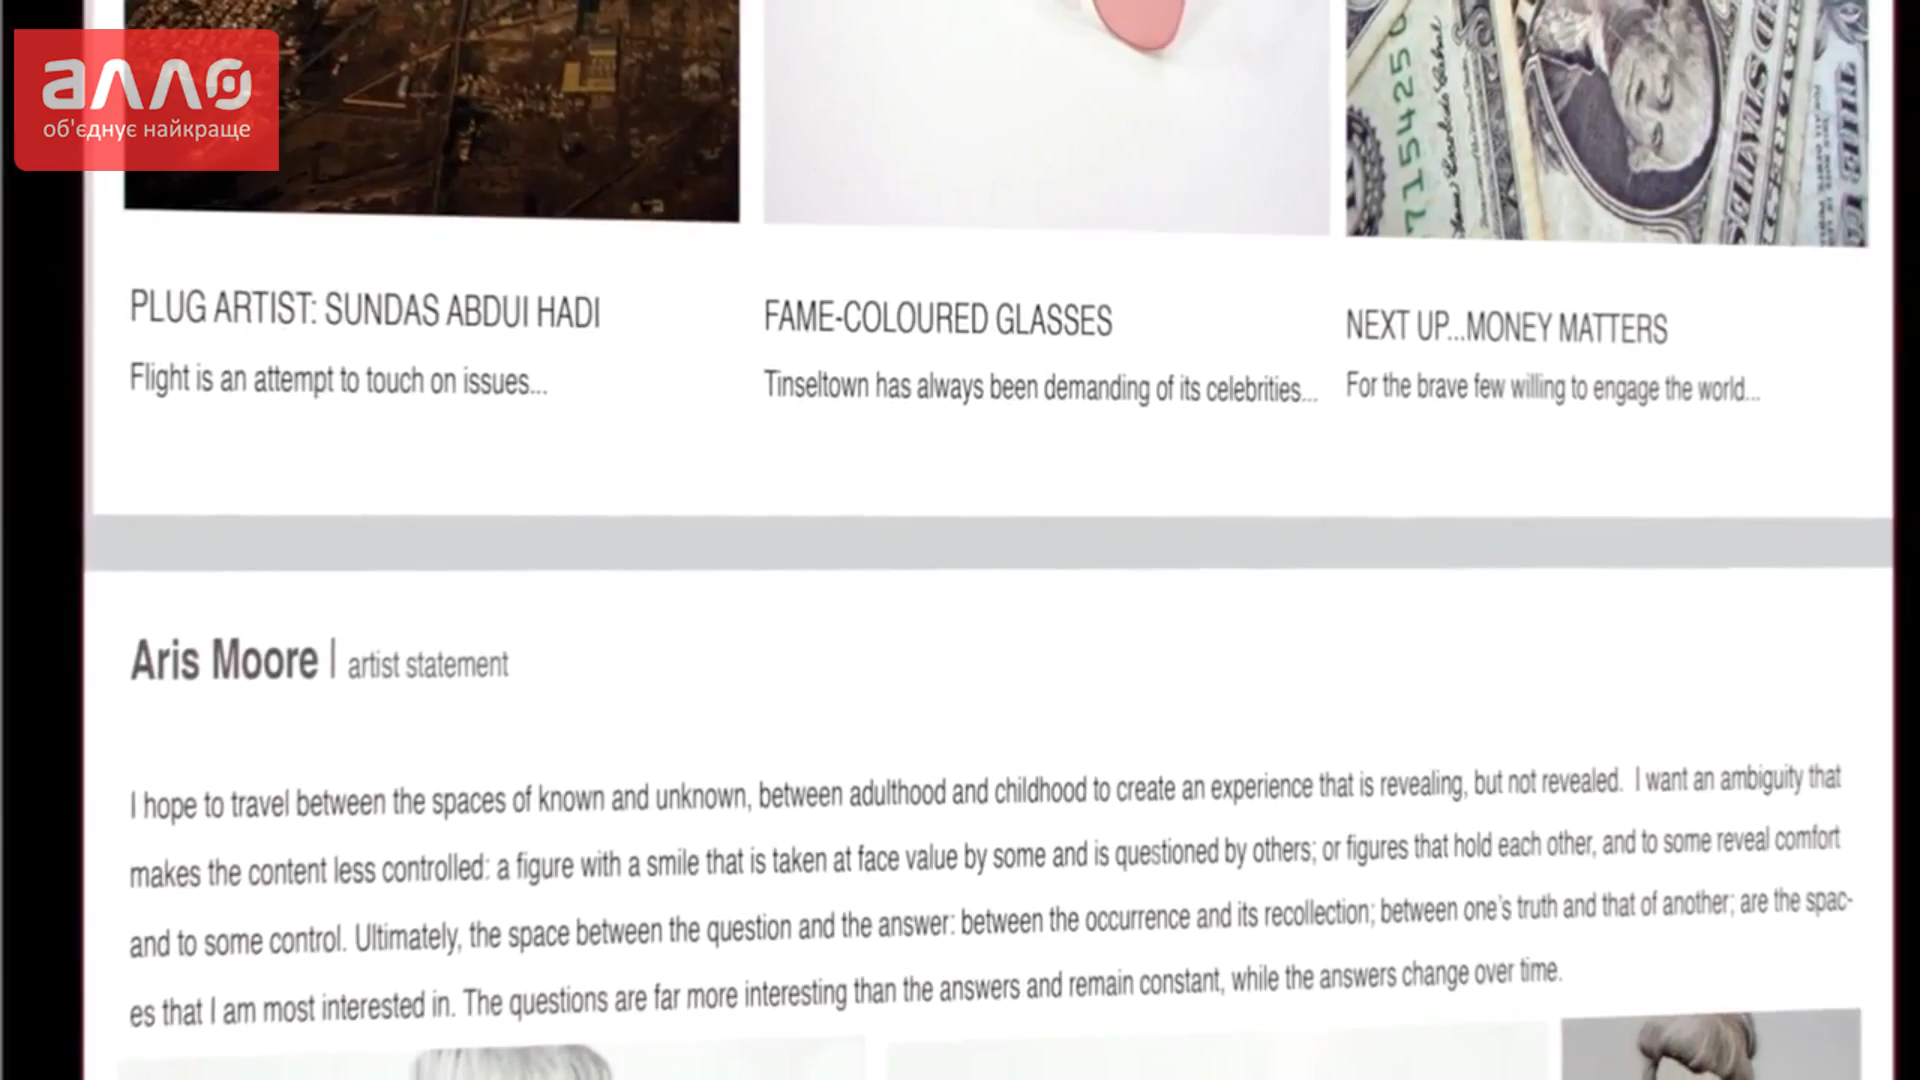 алло
об'єднує найкраще
PLUG ARTIST: SUNDAS ABDUI HADI
Flight is an attempt to touch on issues...
FAME-COLOURED GLASSES
Tinseltown has always been demanding of its celebrities...
NEXT UP...MONEY MATTERS
For the brave few willing to engage the world...
Aris Moore | artist statement
I hope to travel between the spaces of known and unknown, between adulthood and childhood to create an experience that is revealing, but not revealed. I want an ambiguity that
makes the content less controlled: a figure with a smile that is taken at face value by some and is questioned by others; or figures that hold each other, and to some reveal comfort
and to some control. Ultimately, the space between the question and the answer: between the occurrence and its recollection; between one's truth and that of another; are the spac-
es that I am most interested in. The questions are far more interesting than the answers and remain constant, while the answers change over time.